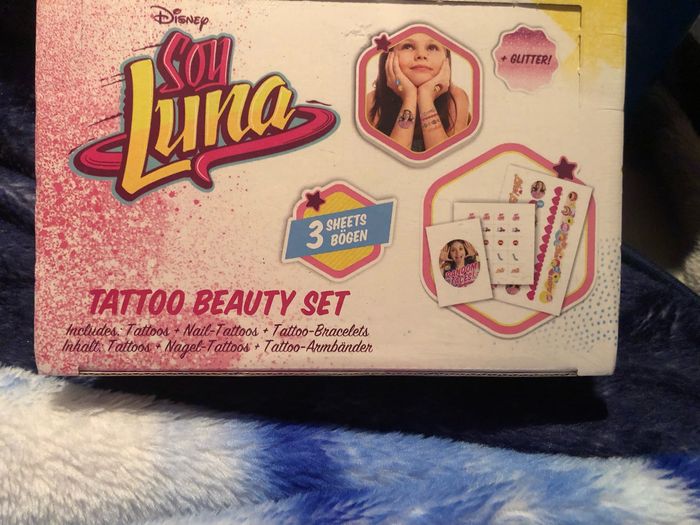 Disney
SOY
Luna
+ GLITTER!
3 SHEETS
BÖGEN
TATTOO BEAUTY SET
Includes: Tattoos + Nail-Tattoos + Tattoo-Bracelets
Inhalt: Tattoos + Nagel-Tattoos + Tattoo-Armbänder